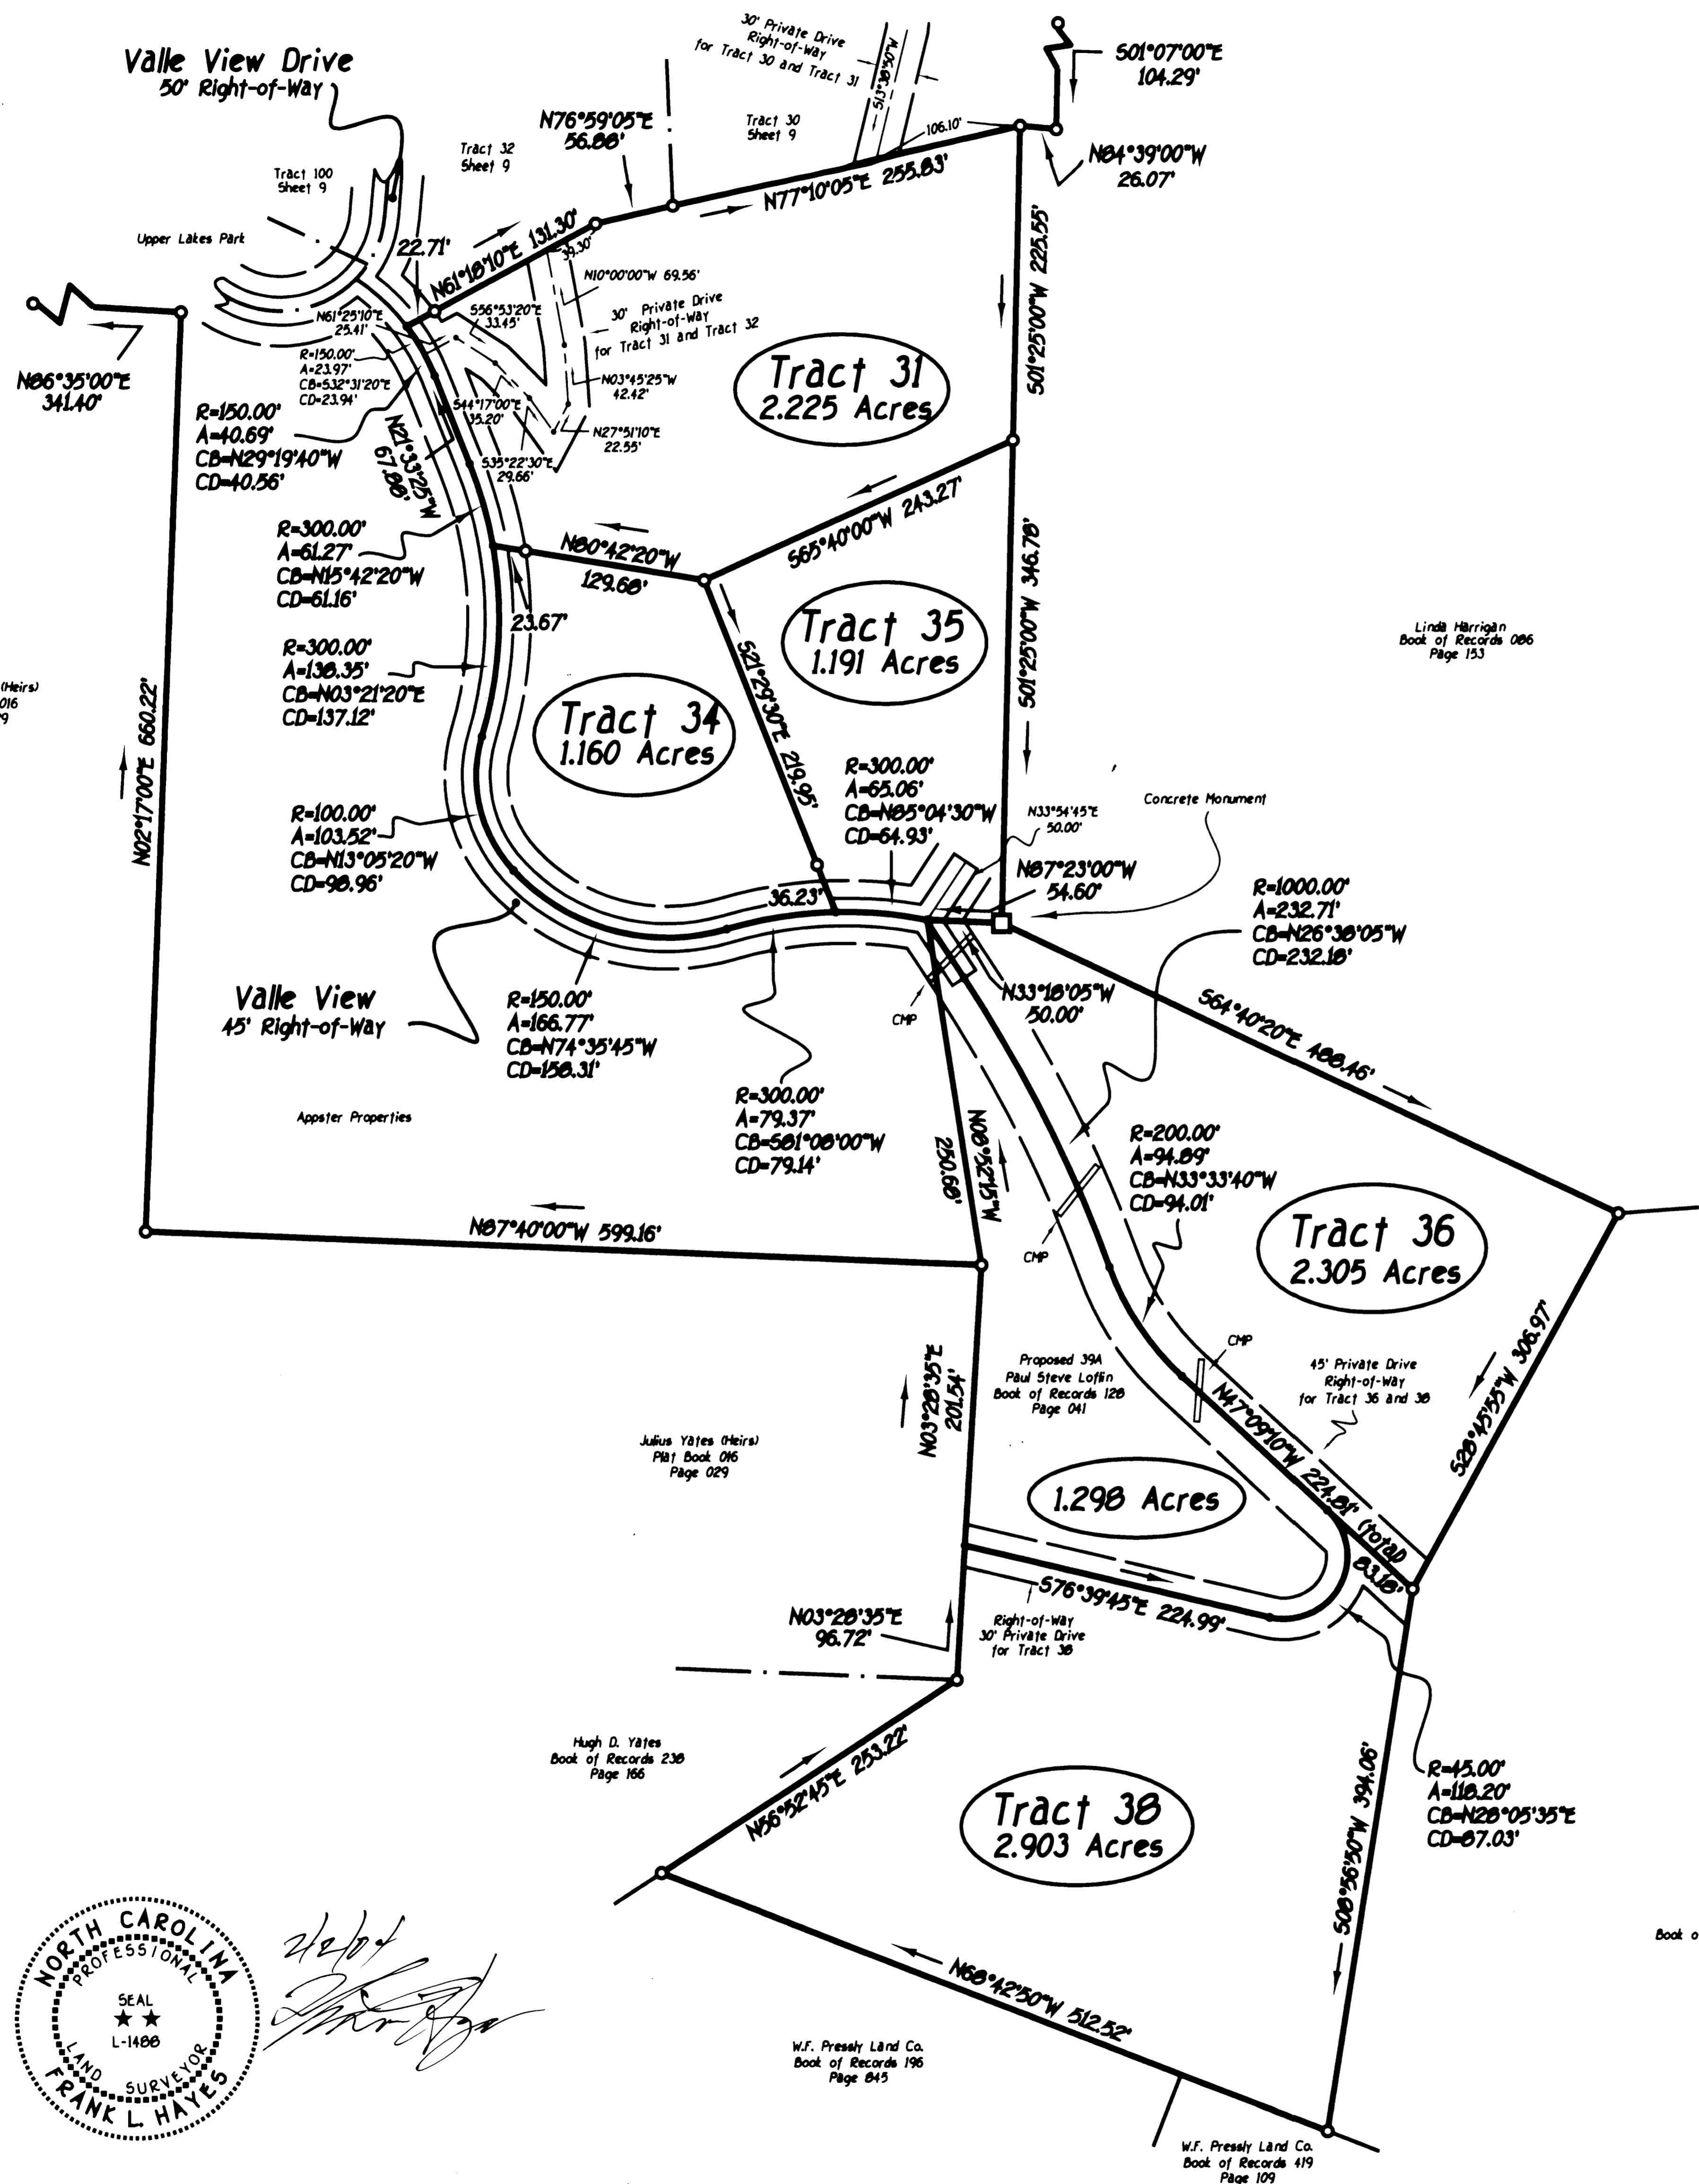 Valle View Drive
50' Right-of-Way
30' Private Drive
Right-of-Way
for Tract 30 and Tract 31
S13°38'50"W
S01°07'00"E
104.29'
N84°39'00"W
26.07'
N76°59'05"E
56.88'
Tract 30
Sheet 9
106.10'
N77°10'05"E 255.83'
Tract 32
Sheet 9
Tract 100
Sheet 9
Upper Lakes Park
22.71'
N61°18'10"E 131.30'
39.30'
N10°00'00"W 69.56'
30' Private Drive
Right-of-Way
for Tract 31 and Tract 32
N61°25'10"E
25.41'
S56°53'20"E
33.45'
R=150.00'
A=23.97'
CB=S32°31'20"E
CD=23.94'
N03°45'25"W
42.42'
S44°17'00"E
35.20'
N27°51'10"E
22.55'
S35°22'30"E
29.66'
N86°35'00"E
341.40'
R=150.00'
A=40.69'
CB=N29°19'40"W
CD=40.56'
N21°33'25"W
67.88'
Tract 31
2.225 Acres
S01°25'00"W 225.55'
S65°40'00"W 243.27'
R=300.00'
A=61.27'
CB=N15°42'20"W
CD=61.16'
N80°42'20"W
129.68'
23.67'
Tract 35
1.191 Acres
S01°25'00"W 346.78'
Linda Harrigan
Book of Records 086
Page 153
(Heirs)
016
9
R=300.00'
A=138.35'
CB=N03°21'20"E
CD=137.12'
Tract 34
1.160 Acres
S21°29'30"E 219.95'
N02°17'00"E 660.22'
R=100.00'
A=103.52'
CB=N13°05'20"W
CD=98.96'
R=300.00'
A=65.06'
CB=N85°04'30"W
CD=64.93'
N33°54'45"E
50.00'
Concrete Monument
N87°23'00"W
54.60'
36.23'
R=1000.00'
A=232.71'
CB=N26°38'05"W
CD=232.18'
Valle View
45' Right-of-Way
R=150.00'
A=166.77'
CB=N74°35'45"W
CD=158.31'
CMP
N33°18'05"W
50.00'
S64°40'20"E 488.46'
R=300.00'
A=79.37'
CB=S81°08'00"W
CD=79.14'
Appster Properties
N08°52'15"W
250.68'
R=200.00'
A=94.89'
CB=N33°33'40"W
CD=94.01'
CMP
N87°40'00"W 599.16'
Tract 36
2.305 Acres
S28°45'55"W 306.97'
CMP
45' Private Drive
Right-of-Way
for Tract 36 and 38
Proposed 39A
Paul Steve Loflin
Book of Records 128
Page 041
N03°28'35"E
201.54'
N47°09'10"W 224.81' (total)
83.18'
Julius Yates (Heirs)
Plat Book 016
Page 029
1.298 Acres
S76°39'45"E 224.99'
Right-of-Way
30' Private Drive
for Tract 38
N03°28'35"E
96.72'
Hugh D. Yates
Book of Records 238
Page 166
N56°52'45"E 253.22'
Tract 38
2.903 Acres
S08°56'50"W 394.06'
R=45.00'
A=118.20'
CB=N28°05'35"E
CD=87.03'
N68°42'50"W 512.52'
Book o
NORTH CAROLINA
PROFESSIONAL
SEAL
L-1488
LAND SURVEYOR
FRANK L. HAYES
2/2/04
W.F. Pressly Land Co.
Book of Records 196
Page 845
W.F. Pressly Land Co.
Book of Records 419
Page 109